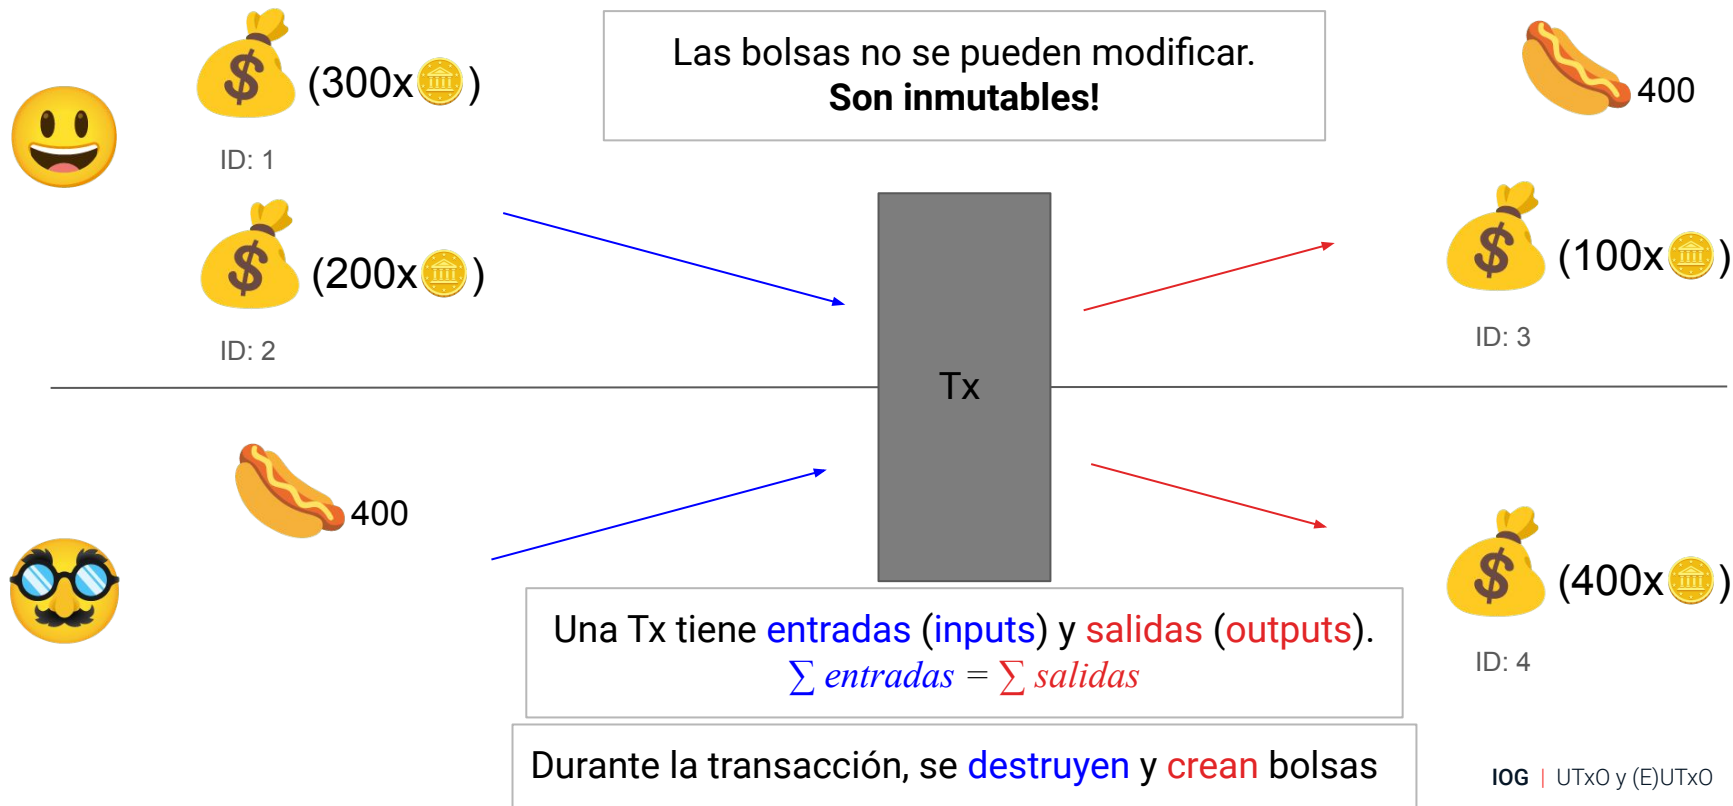 (300x )
ID: 1
Las bolsas no se pueden modificar.
Son inmutables!
400
(200x )
ID: 2
(100x )
ID: 3
Tx
400
(400x )
ID: 4
Una Tx tiene entradas (inputs) y salidas (outputs).
∑ entradas = ∑ salidas
Durante la transacción, se destruyen y crean bolsas
IOG | UTxO y (E)UTxO